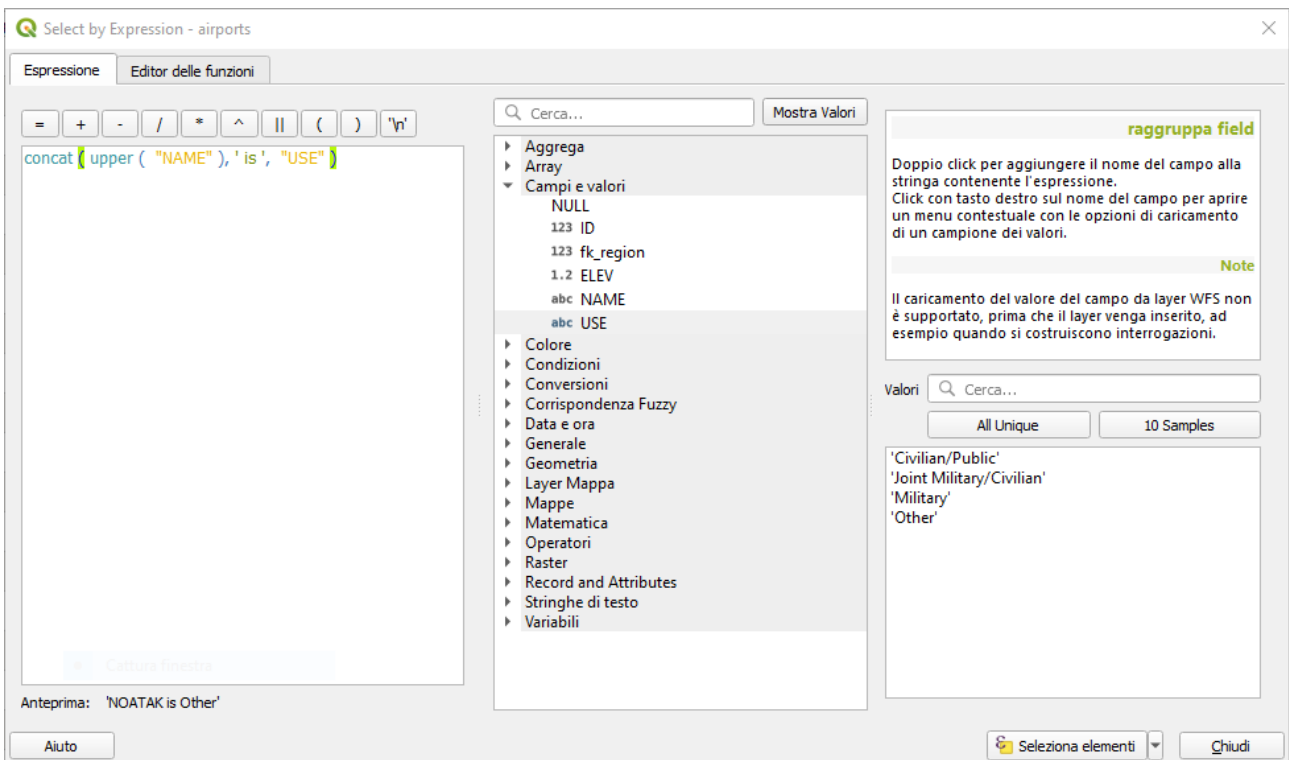 Select by Expression - airports
Espressione
Editor delle funzioni
= + - / * ^ || ( ) '\n'
concat ( upper ( "NAME" ), ' is ', "USE" )
Cattura finestra
Anteprima: 'NOATAK is Other'
Aiuto
Cerca...
Mostra Valori
Aggrega
Array
Campi e valori
NULL
123 ID
123 fk_region
1.2 ELEV
abc NAME
abc USE
Colore
Condizioni
Conversioni
Corrispondenza Fuzzy
Data e ora
Generale
Geometria
Layer Mappa
Mappe
Matematica
Operatori
Raster
Record and Attributes
Stringhe di testo
Variabili
raggruppa field
Doppio click per aggiungere il nome del campo alla
stringa contenente l'espressione.
Click con tasto destro sul nome del campo per aprire
un menu contestuale con le opzioni di caricamento
di un campione dei valori.
Note
Il caricamento del valore del campo da layer WFS non
è supportato, prima che il layer venga inserito, ad
esempio quando si costruiscono interrogazioni.
Valori
Cerca...
All Unique
10 Samples
'Civilian/Public'
'Joint Military/Civilian'
'Military'
'Other'
Seleziona elementi
Chiudi